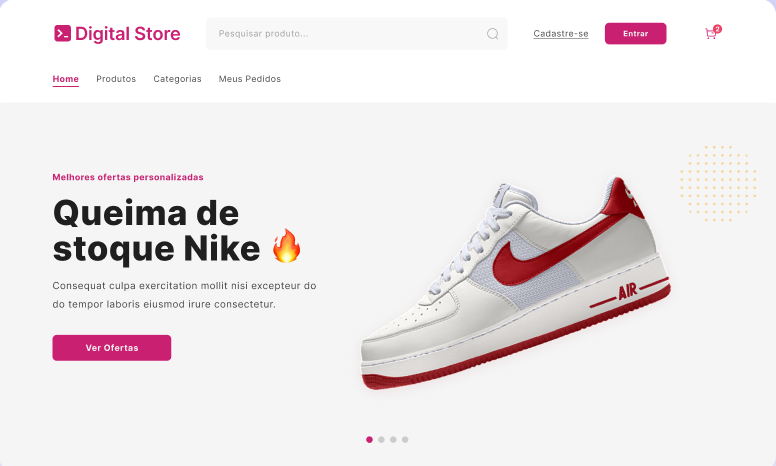 Digital Store
Pesquisar produto...
Cadastre-se
Entrar
2
Home
Produtos
Categorias
Meus Pedidos
Melhores ofertas personalizadas
Queima de
stoque Nike 🔥
Consequat culpa exercitation mollit nisi excepteur do
do tempor laboris eiusmod irure consectetur.
Ver Ofertas
AIR